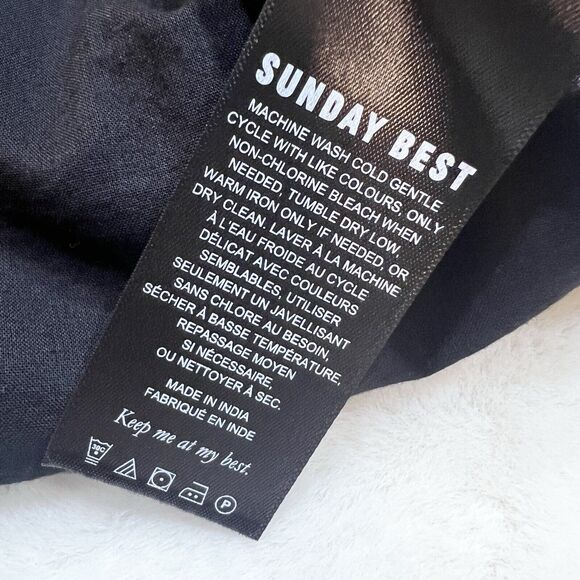 SUNDAY BEST
MACHINE WASH COLD GENTLE
CYCLE WITH LIKE COLOURS, ONLY
NON-CHLORINE BLEACH WHEN
NEEDED, TUMBLE DRY LOW,
WARM IRON ONLY IF NEEDED, OR
DRY CLEAN. LAVER À LA MACHINE
À L'EAU FROIDE AU CYCLE
DÉLICAT AVEC COULEURS
SEMBLABLES, UTILISER
SEULEMENT UN JAVELLISANT
SANS CHLORE AU BESOIN,
SÉCHER À BASSE TEMPÉRATURE,
REPASSAGE MOYEN
SI NÉCESSAIRE,
OU NETTOYER À SEC.
MADE IN INDIA
FABRIQUÉ EN INDE
Keep me at my best.
30C
P